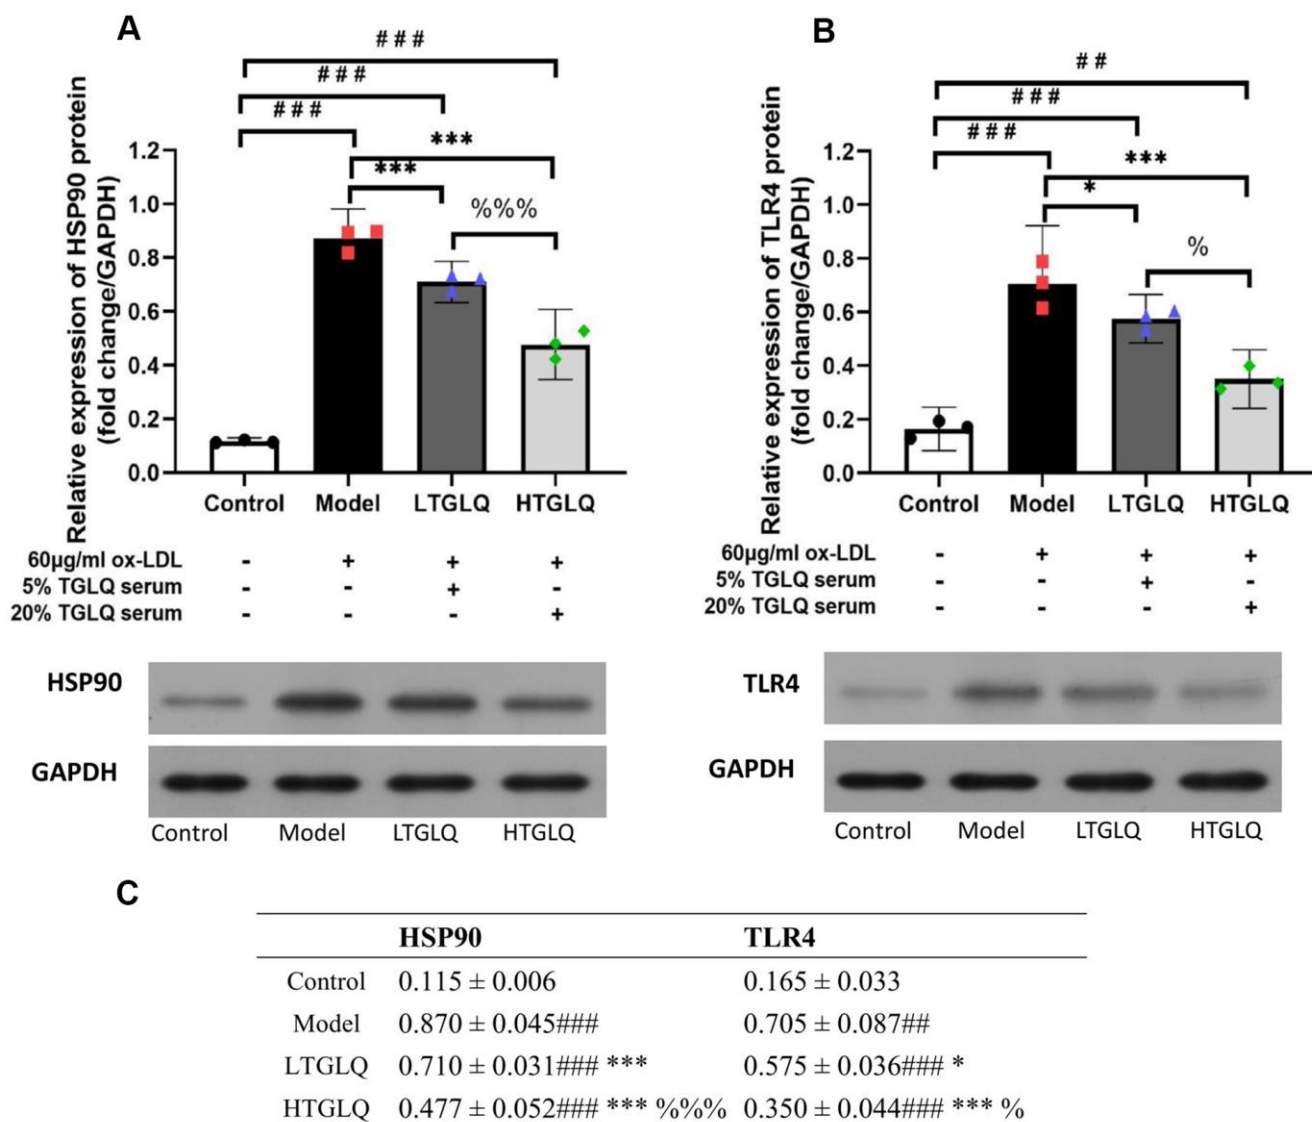 A
# # #
# # #
# # #
***
***
%%%
Relative expression of HSP90 protein
(fold change/GAPDH)
1.2
1.0
0.8
0.6
0.4
0.2
0.0
Control Model LTGLQ HTGLQ
60μg/ml ox-LDL - + + +
5% TGLQ serum - - + -
20% TGLQ serum - - - +
HSP90
GAPDH
Control Model LTGLQ HTGLQ
B
# #
# # #
# # #
***
*
%
Relative expression of TLR4 protein
(fold change/GAPDH)
1.2
1.0
0.8
0.6
0.4
0.2
0.0
Control Model LTGLQ HTGLQ
60μg/ml ox-LDL - + + +
5% TGLQ serum - - + -
20% TGLQ serum - - - +
TLR4
GAPDH
Control Model LTGLQ HTGLQ
C
HSP90 TLR4
Control 0.115 ± 0.006 0.165 ± 0.033
Model 0.870 ± 0.045### 0.705 ± 0.087##
LTGLQ 0.710 ± 0.031### *** 0.575 ± 0.036### *
HTGLQ 0.477 ± 0.052### *** %%% 0.350 ± 0.044### *** %